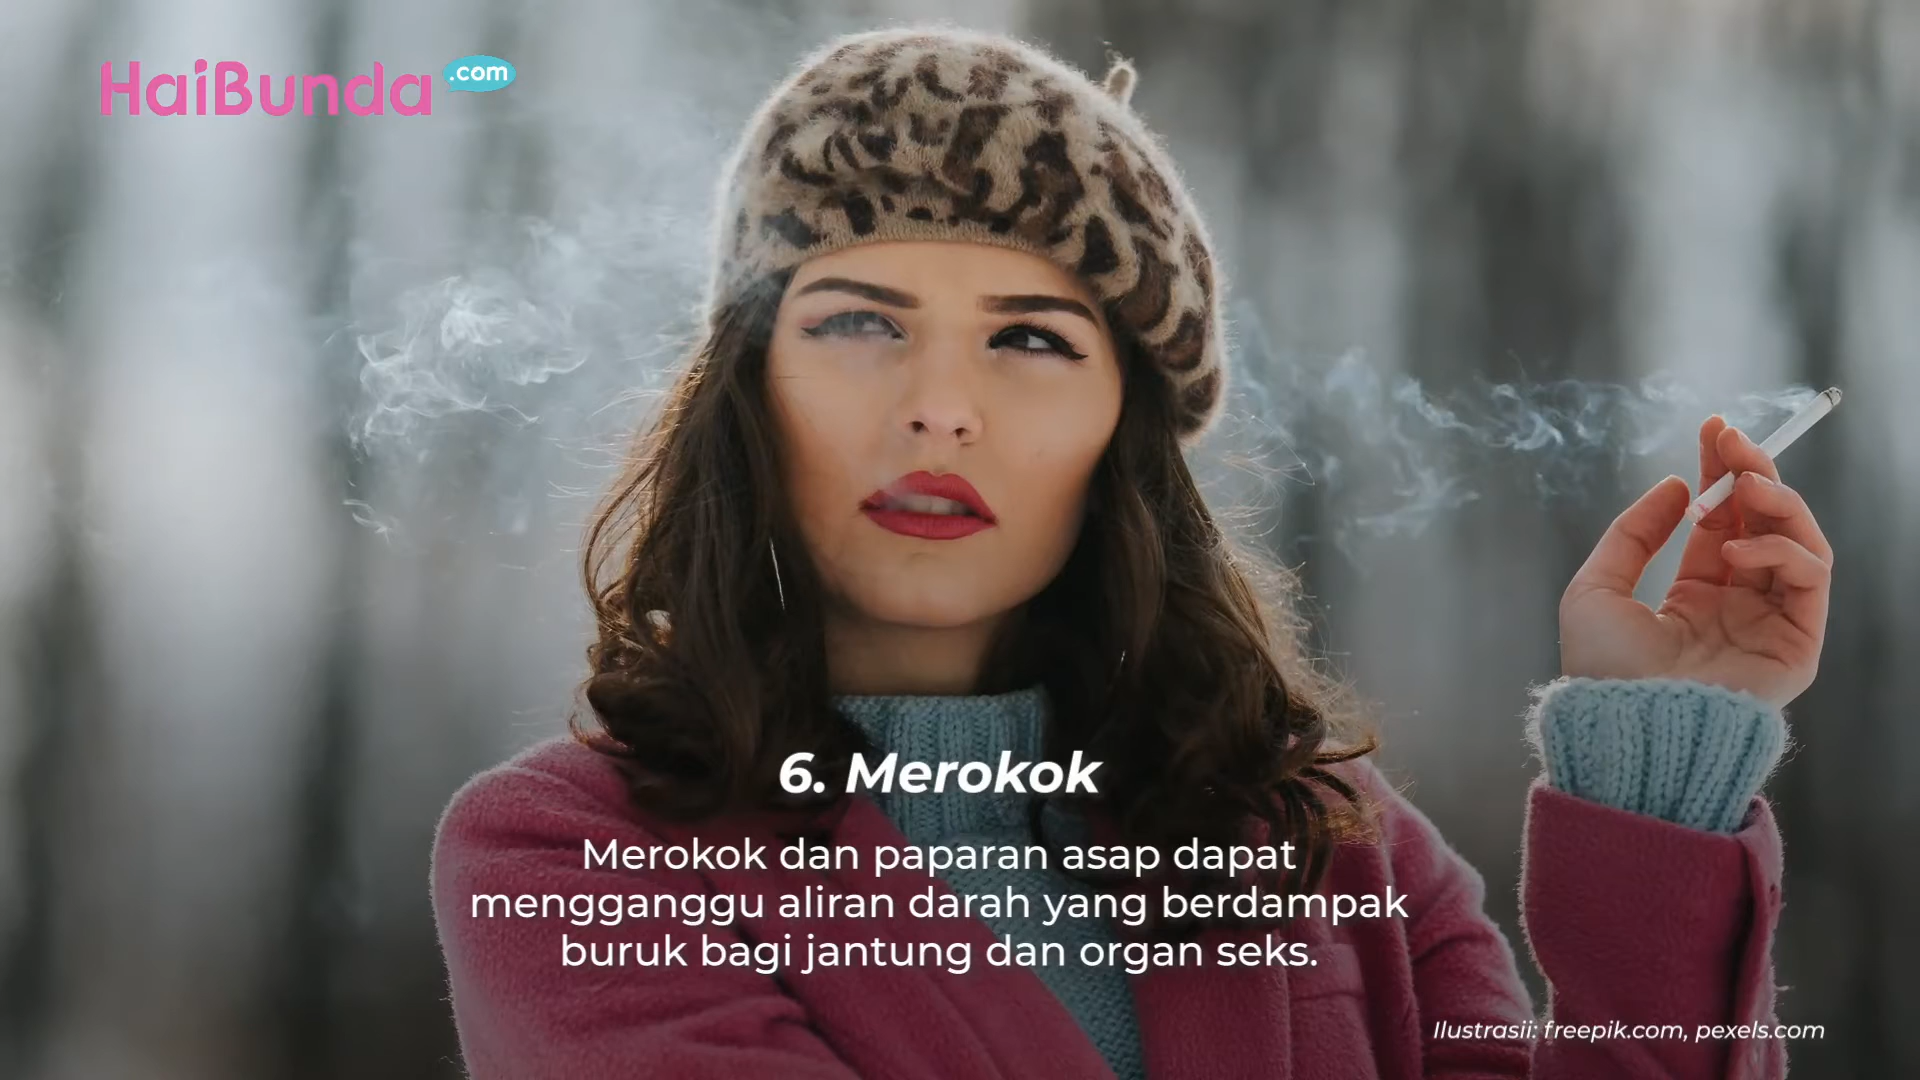 HaiBunda.com
6. Merokok
Merokok dan paparan asap dapat
mengganggu aliran darah yang berdampak
buruk bagi jantung dan organ seks.
Ilustrasii: freepik.com, pexels.com